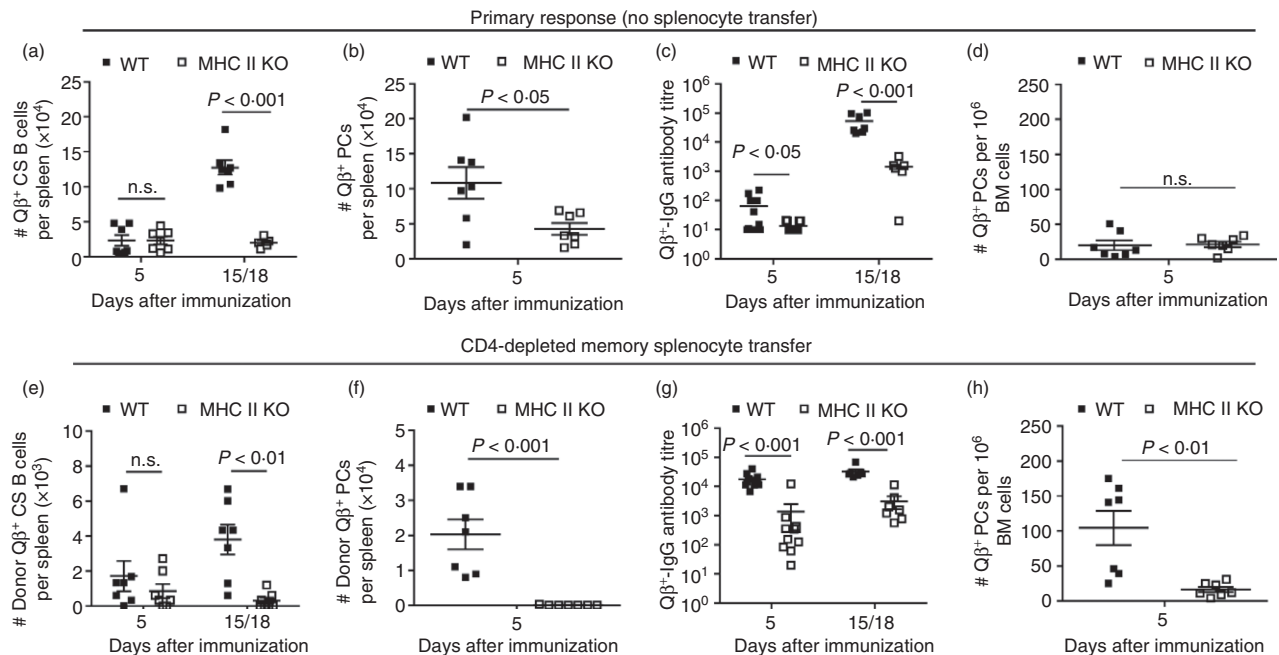 Primary response (no splenocyte transfer)
(a)
■ WT □ MHC II KO
# Qβ+ CS B cells
per spleen (×10⁴)
25
20
15
10
5
0
n.s.
P < 0·001
5
15/18
Days after immunization
(b)
■ WT □ MHC II KO
# Qβ+ PCs
per spleen (×10⁴)
25
20
15
10
5
0
P < 0·05
5
Days after immunization
(c)
■ WT □ MHC II KO
Qβ⁺-IgG antibody titre
10⁶
10⁵
10⁴
10³
10²
10¹
10⁰
P < 0·05
P < 0·001
5
15/18
Days after immunization
(d)
■ WT □ MHC II KO
# Qβ⁺ PCs per 10⁶
BM cells
250
200
150
100
50
0
n.s.
5
Days after immunization
CD4-depleted memory splenocyte transfer
(e)
■ WT □ MHC II KO
# Donor Qβ⁺ CS B cells
per spleen (×10³)
10
8
6
4
2
0
n.s.
P < 0·01
5
15/18
Days after immunization
(f)
■ WT □ MHC II KO
# Donor Qβ⁺ PCs
per spleen (×10⁴)
5
4
3
2
1
0
P < 0·001
5
Days after immunization
(g)
■ WT □ MHC II KO
Qβ⁺-IgG antibody titre
10⁶
10⁵
10⁴
10³
10²
10¹
10⁰
P < 0·001
P < 0·001
5
15/18
Days after immunization
(h)
■ WT □ MHC II KO
# Qβ⁺ PCs per 10⁶
BM cells
250
200
150
100
50
0
P < 0·01
5
Days after immunization